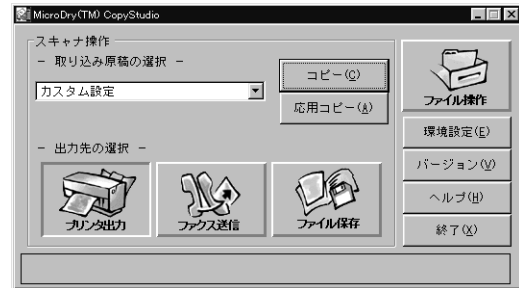 MicroDry(TM) CopyStudio
スキャナ操作
− 取り込み原稿の選択 −
カスタム設定
コピー(C)
応用コピー(A)
− 出力先の選択 −
プリンタ出力
ファクス送信
ファイル保存
ファイル操作
環境設定(E)
バージョン(V)
ヘルプ(H)
終了(X)